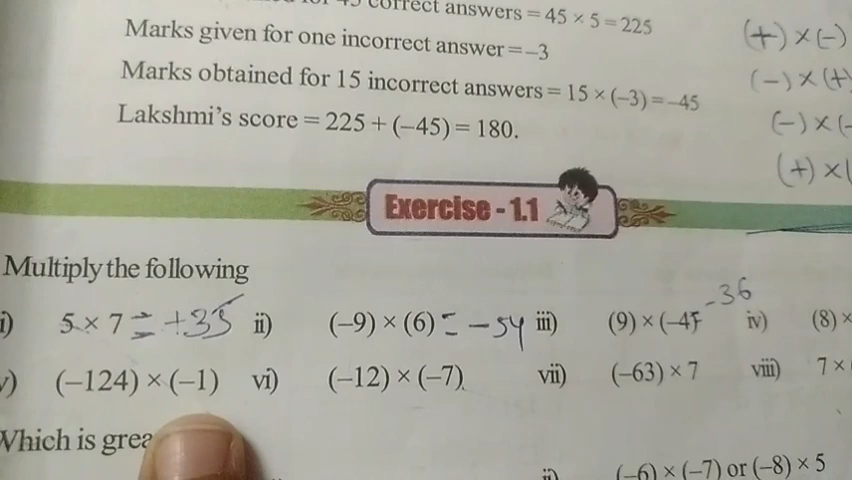 correct answers = 45 × 5 = 225
Marks given for one incorrect answer = –3
Marks obtained for 15 incorrect answers = 15 × (–3) = –45
Lakshmi's score = 225 + (–45) = 180.
(+) × (–)
(–) × (+)
(–) × (–
(+) × (
Exercise - 1.1
Multiply the following
i) 5 × 7 = +35 ii) (–9) × (6) = –54 iii) (9) × (–4) –36 iv) (8) ×
v) (–124) × (–1) vi) (–12) × (–7) vii) (–63) × 7 viii) 7 ×
Which is
ii) (–6) × (–7) or (–8) × 5